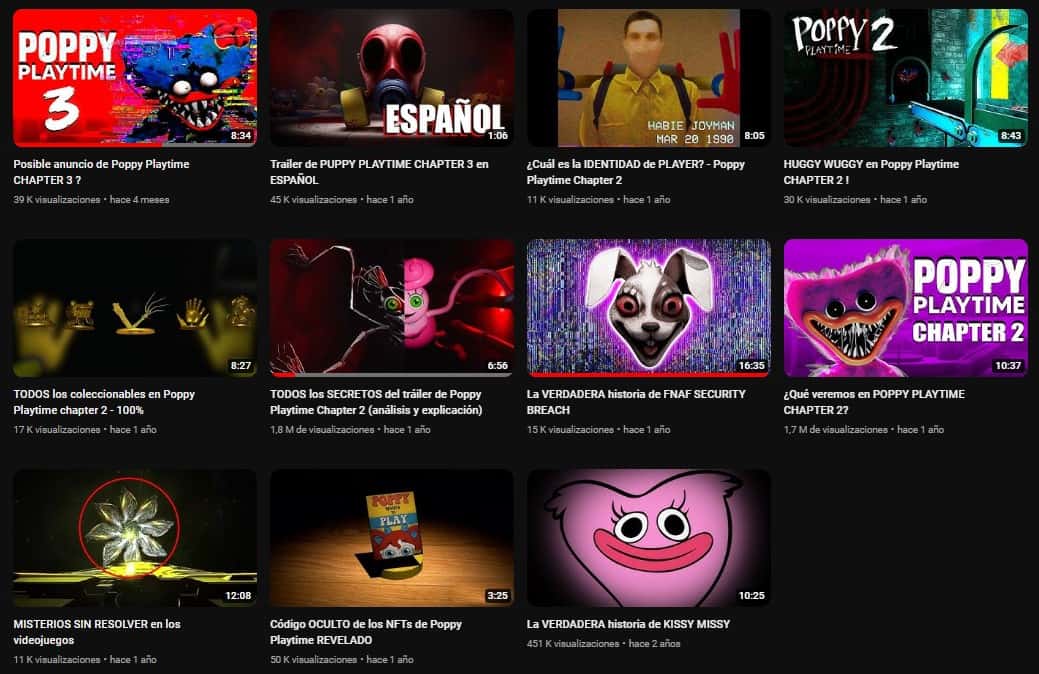 POPPY
PLAYTIME
3
8:34
Posible anuncio de Poppy Playtime
CHAPTER 3 ?
39 K visualizaciones • hace 4 meses
ESPAÑOL
1:06
Trailer de PUPPY PLAYTIME CHAPTER 3 en
ESPAÑOL
45 K visualizaciones • hace 1 año
HABIE JOYMAN
MAR 20 1990
8:05
¿Cuál es la IDENTIDAD de PLAYER? - Poppy
Playtime Chapter 2
11 K visualizaciones • hace 1 año
POPPY 2
PLAYTIME
8:43
HUGGY WUGGY en Poppy Playtime
CHAPTER 2 !
30 K visualizaciones • hace 1 año
8:27
TODOS los coleccionables en Poppy
Playtime chapter 2 - 100%
17 K visualizaciones • hace 1 año
6:56
TODOS los SECRETOS del tráiler de Poppy
Playtime Chapter 2 (análisis y explicación)
1,8 M de visualizaciones • hace 1 año
16:35
La VERDADERA historia de FNAF SECURITY
BREACH
15 K visualizaciones • hace 1 año
POPPY
PLAYTIME
CHAPTER 2
10:37
¿Qué veremos en POPPY PLAYTIME
CHAPTER 2?
1,7 M de visualizaciones • hace 1 año
12:08
MISTERIOS SIN RESOLVER en los
videojuegos
11 K visualizaciones • hace 1 año
POPPY
PLAY
3:25
Código OCULTO de los NFTs de Poppy
Playtime REVELADO
50 K visualizaciones • hace 1 año
10:25
La VERDADERA historia de KISSY MISSY
451 K visualizaciones • hace 2 años